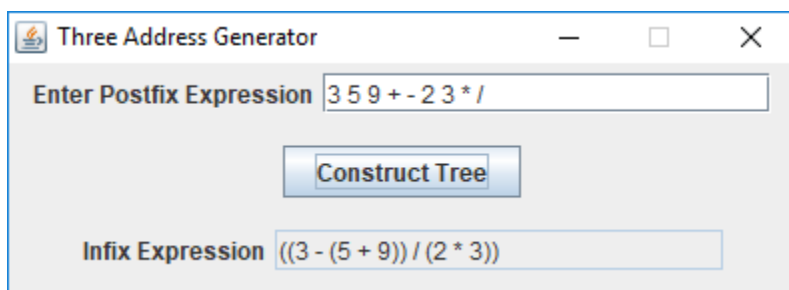 Three Address Generator
Enter Postfix Expression 3 5 9 + - 2 3 * /
Construct Tree
Infix Expression ((3 - (5 + 9)) / (2 * 3))